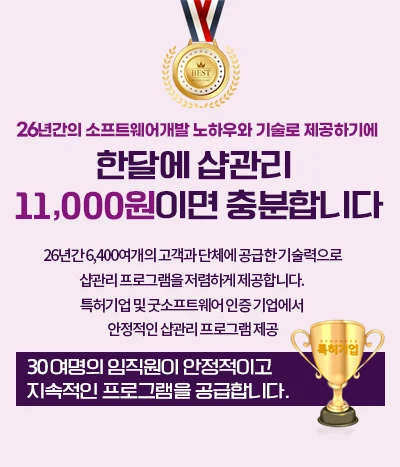 BEST
26년간의 소프트웨어개발 노하우와 기술로 제공하기에
한달에 샵관리
11,000원이면 충분합니다
26년간 6,400여개의 고객과 단체에 공급한 기술력으로
샵관리 프로그램을 저렴하게 제공합니다.
특허기업 및 굿소프트웨어 인증 기업에서
안정적인 샵관리 프로그램 제공
특허기업
30여명의 임직원이 안정적이고
지속적인 프로그램을 공급합니다.